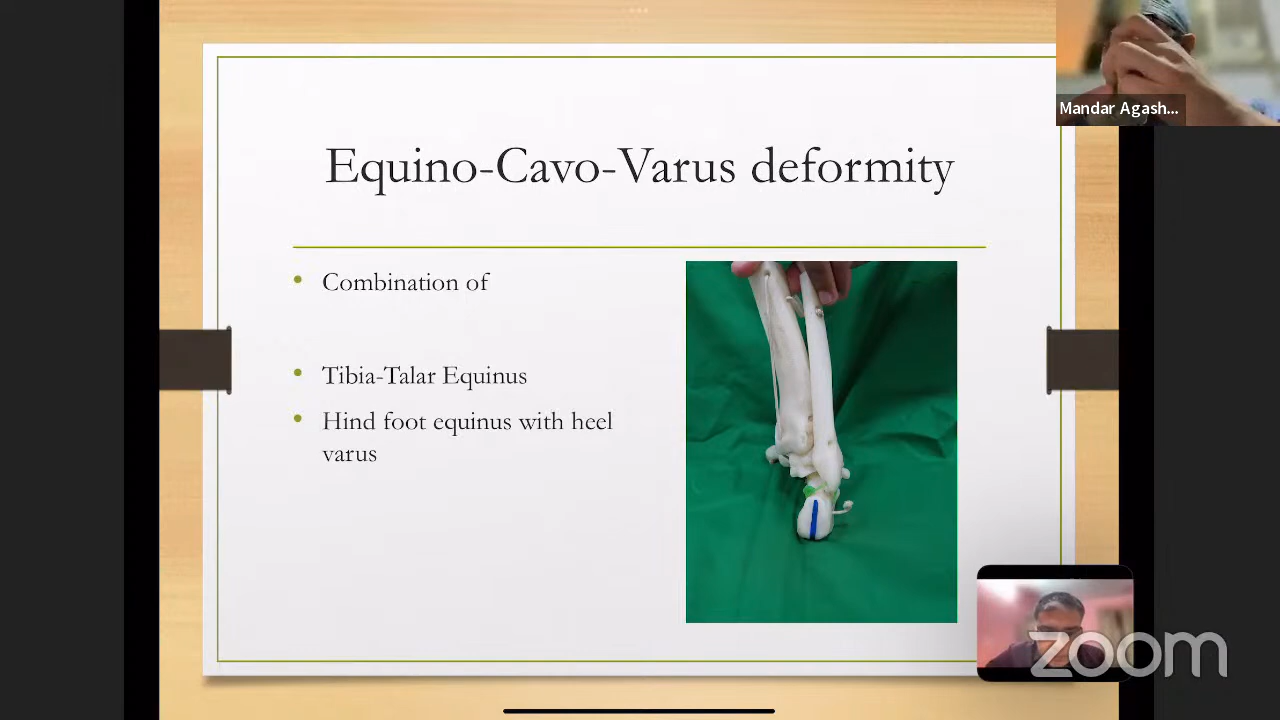 Mandar Agash...
Equino-Cavo-Varus deformity
Combination of
Tibia-Talar Equinus
Hind foot equinus with heel
varus
zoom